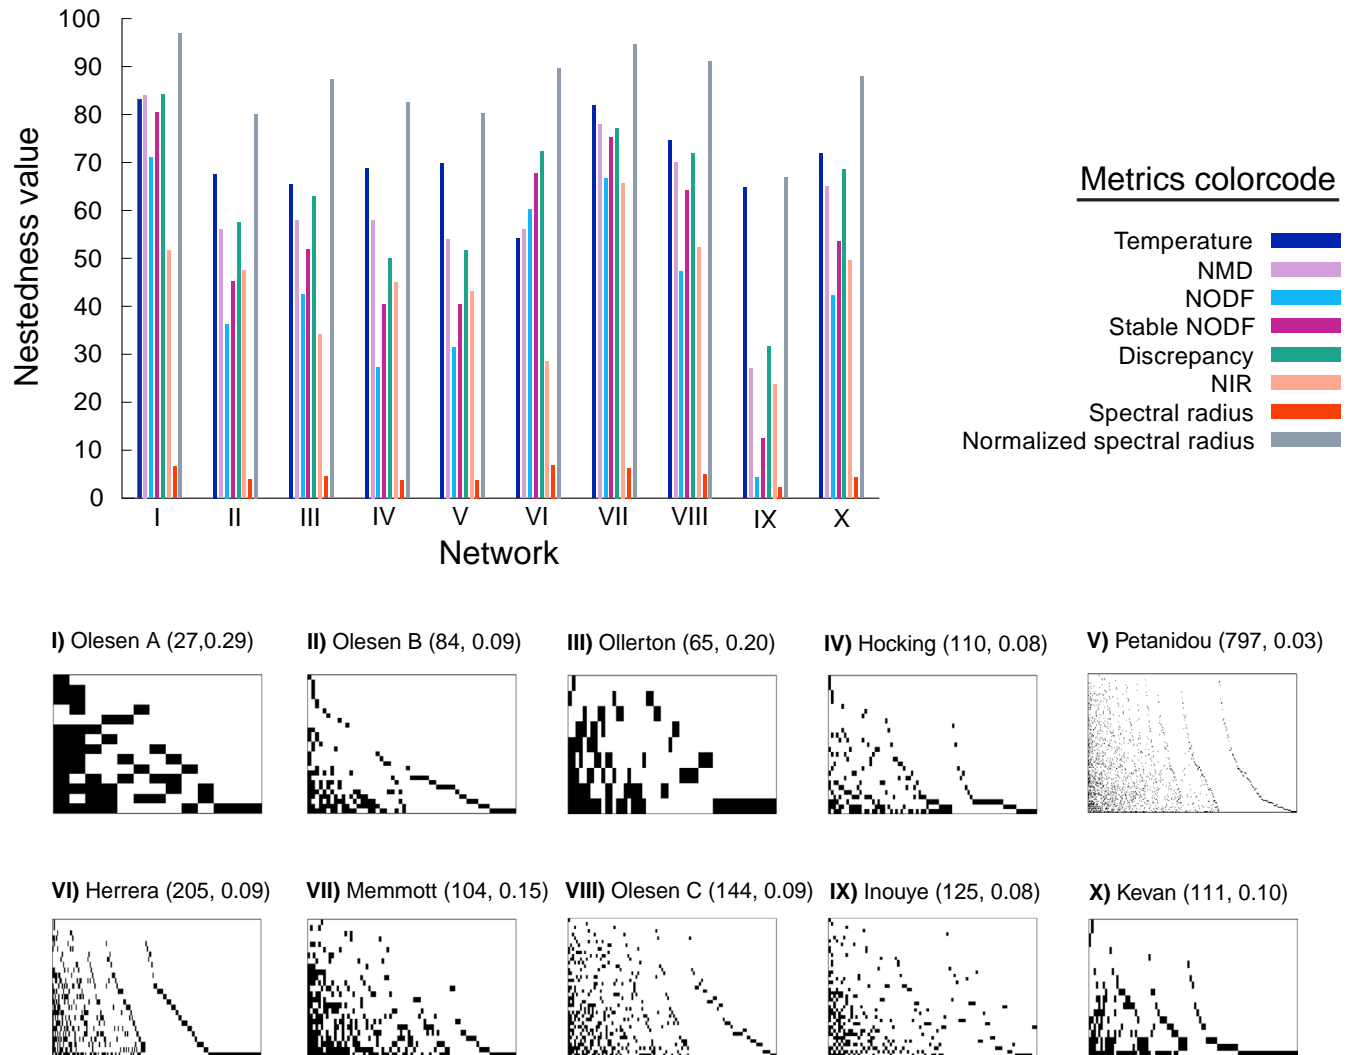 100
90
80
70
60
50
40
30
20
10
0
Nestedness value
I II III IV V VI VII VIII IX X
Network
Metrics colorcode
Temperature
NMD
NODF
Stable NODF
Discrepancy
NIR
Spectral radius
Normalized spectral radius
I) Olesen A (27,0.29)
II) Olesen B (84, 0.09)
III) Ollerton (65, 0.20)
IV) Hocking (110, 0.08)
V) Petanidou (797, 0.03)
VI) Herrera (205, 0.09)
VII) Memmott (104, 0.15)
VIII) Olesen C (144, 0.09)
IX) Inouye (125, 0.08)
X) Kevan (111, 0.10)